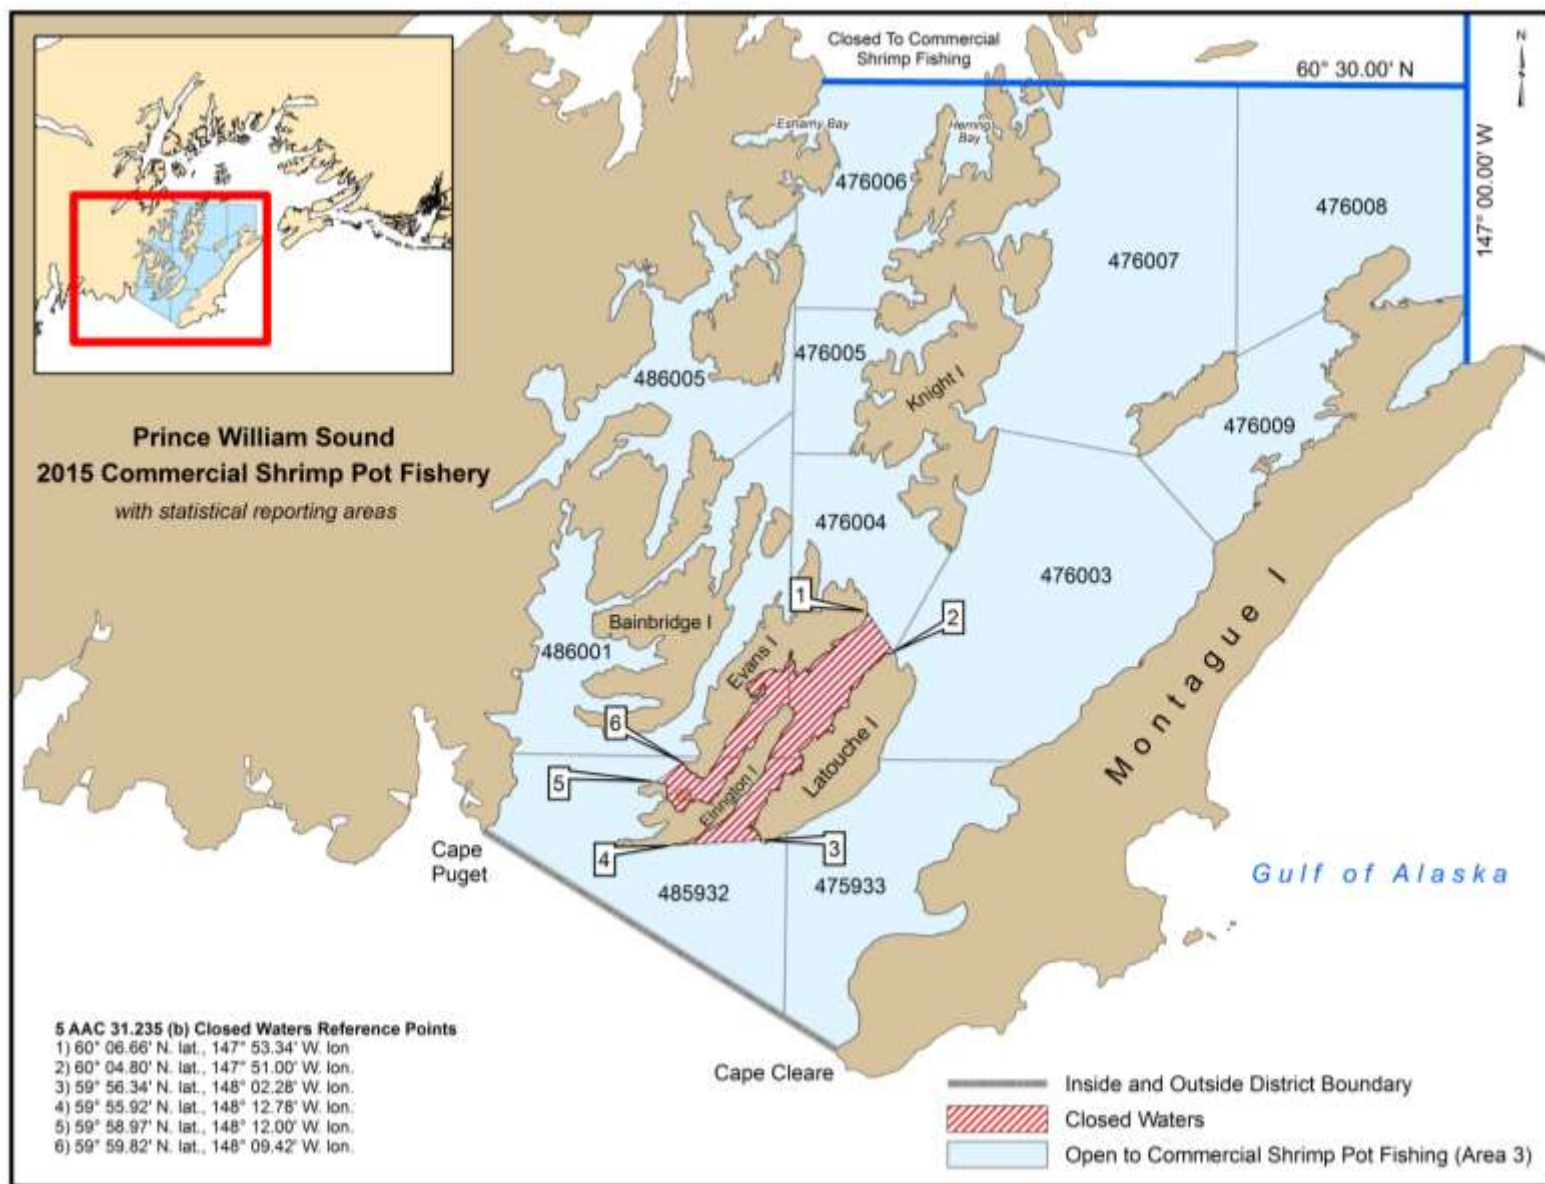 Closed To Commercial
Shrimp Fishing
60° 30.00' N
N
147° 00.00' W
Eshamy Bay
Herring
Bay
476006
476008
476007
476005
486005
Knight I
476009
Prince William Sound
2015 Commercial Shrimp Pot Fishery
with statistical reporting areas
476004
476003
1
2
Bainbridge I
486001
Evans I
6
5
Latouche I
Elrington I
Montague I
4
3
Cape
Puget
485932
475933
Gulf of Alaska
5 AAC 31.235 (b) Closed Waters Reference Points
1) 60° 06.66' N. lat., 147° 53.34' W. lon
2) 60° 04.80' N. lat., 147° 51.00' W. lon.
3) 59° 56.34' N. lat., 148° 02.28' W. lon.
4) 59° 55.92' N. lat., 148° 12.78' W. lon.
5) 59° 58.97' N. lat., 148° 12.00' W. lon.
6) 59° 59.82' N. lat., 148° 09.42' W. lon.
Cape Cleare
Inside and Outside District Boundary
Closed Waters
Open to Commercial Shrimp Pot Fishing (Area 3)